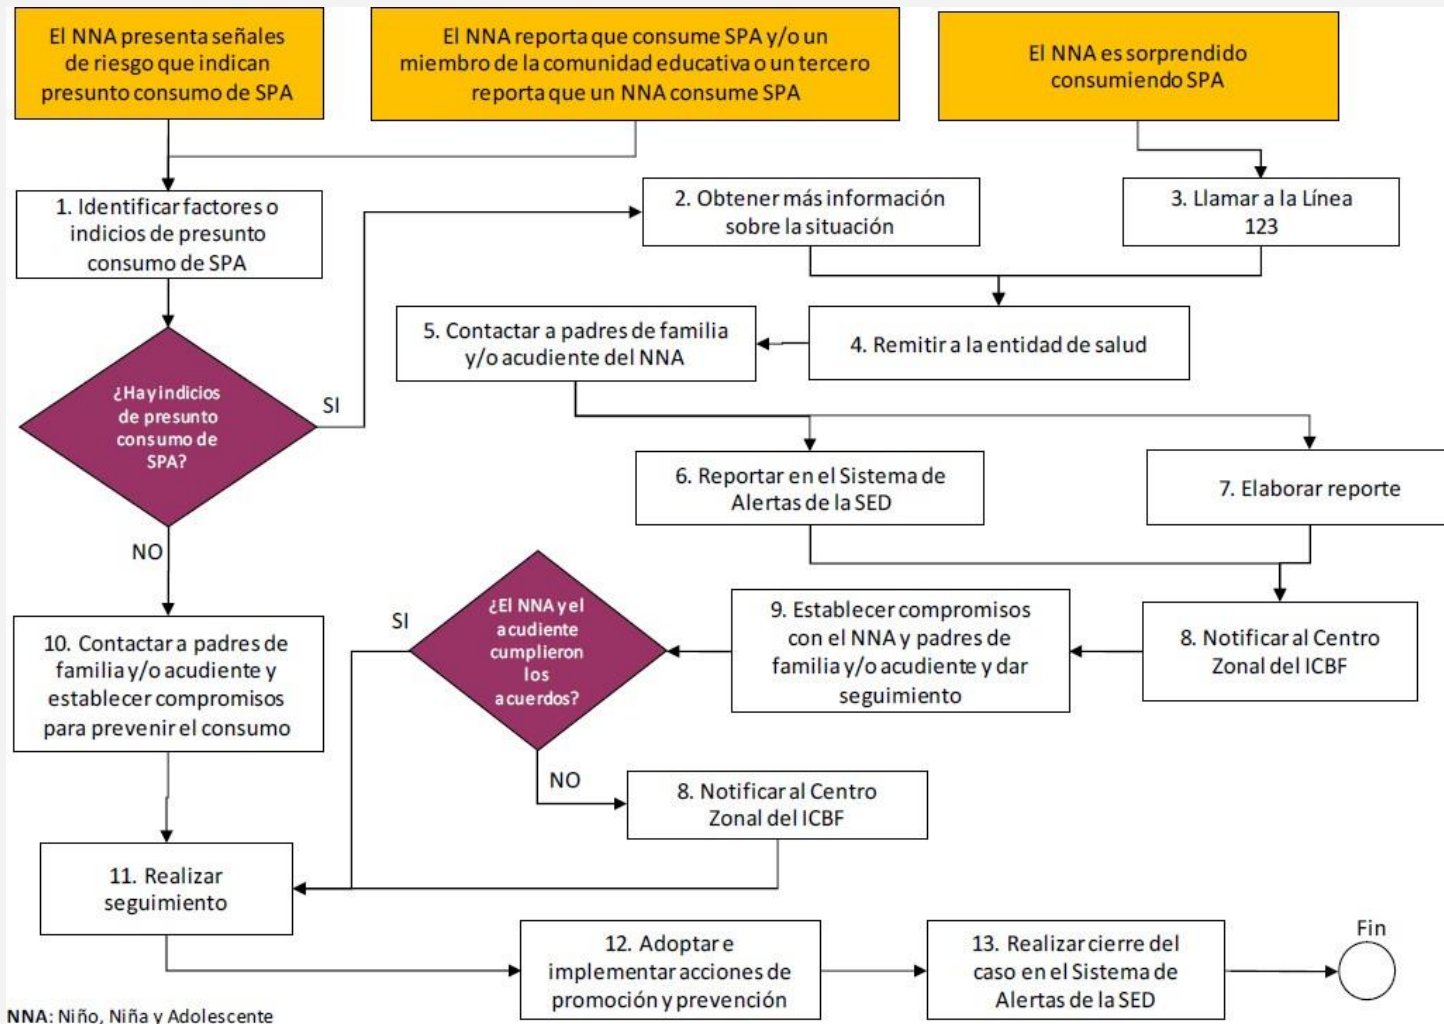 El NNA presenta señales
de riesgo que indican
presunto consumo de SPA
El NNA reporta que consume SPA y/o un
miembro de la comunidad educativa o un tercero
reporta que un NNA consume SPA
El NNA es sorprendido
consumiendo SPA
1. Identificar factores o
indicios de presunto
consumo de SPA
2. Obtener más información
sobre la situación
3. Llamar a la Línea
123
5. Contactar a padres de familia
y/o acudiente del NNA
4. Remitir a la entidad de salud
¿Hay indicios
de presunto
consumo de
SPA?
SI
6. Reportar en el Sistema de
Alertas de la SED
7. Elaborar reporte
NO
¿El NNA y el
acudiente
cumplieron
los
acuerdos?
SI
9. Establecer compromisos
con el NNA y padres de
familia y/o acudiente y dar
seguimiento
8. Notificar al Centro
Zonal del ICBF
10. Contactar a padres de
familia y/o acudiente y
establecer compromisos
para prevenir el consumo
NO
8. Notificar al Centro
Zonal del ICBF
11. Realizar
seguimiento
12. Adoptar e
implementar acciones de
promoción y prevención
13. Realizar cierre del
caso en el Sistema de
Alertas de la SED
Fin
NNA: Niño, Niña y Adolescente